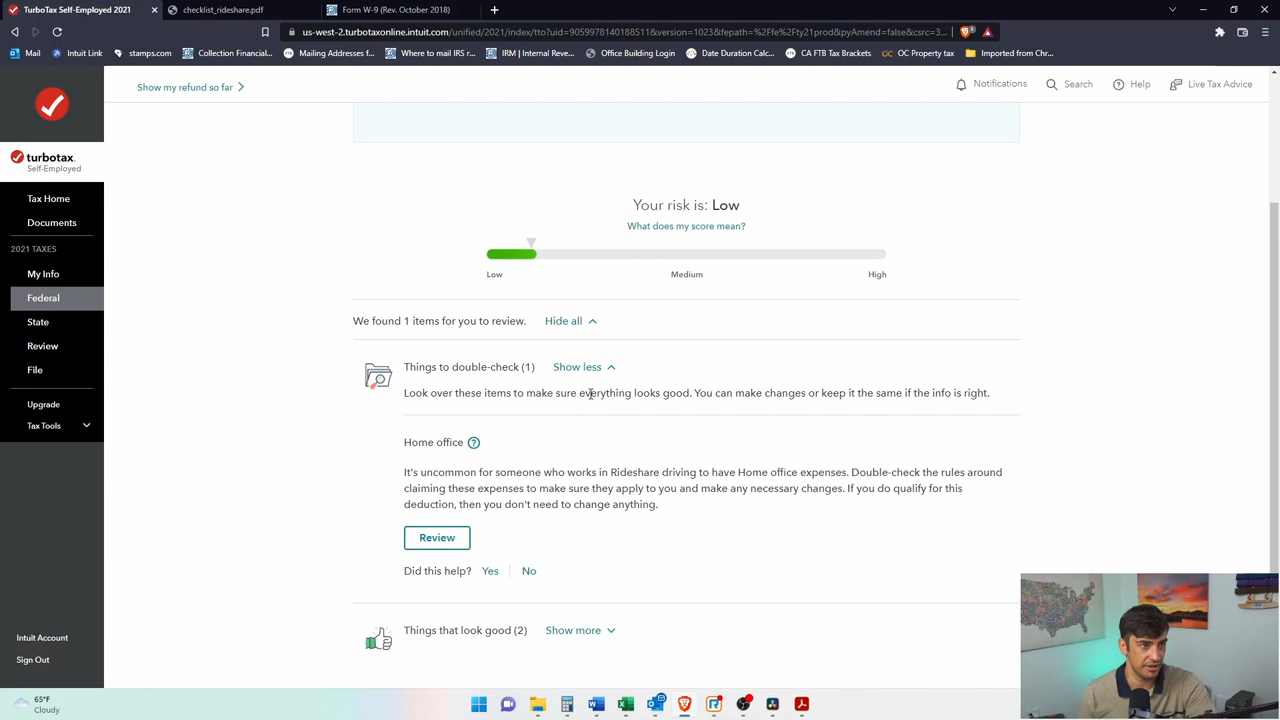 TurboTax Self-Employed 2021
checklist_rideshare.pdf
Form W-9 (Rev. October 2018)
us-west-2.turbotaxonline.intuit.com/unified/2021/index/tto?userid=9059978140188511&version=1023&fepath=%2Ffe%2Fty21prod&pyAmend=false&csrc=3...
Mail
Intuit Link
stamps.com
Collection Financial...
Mailing Addresses f...
Where to mail IRS r...
IRM | Internal Reve...
Office Building Login
Date Duration Calc...
CA FTB Tax Brackets
OC Property tax
Imported from Chr...
Show my refund so far
Notifications
Search
Help
Live Tax Advice
turbotax.
Self-Employed
Tax Home
Documents
2021 TAXES
My Info
Federal
State
Review
File
Upgrade
Tax Tools
Intuit Account
Sign Out
Your risk is: Low
What does my score mean?
Low
Medium
High
We found 1 items for you to review. Hide all
Things to double-check (1) Show less
Look over these items to make sure everything looks good. You can make changes or keep it the same if the info is right.
Home office ?
It's uncommon for someone who works in Rideshare driving to have Home office expenses. Double-check the rules around
claiming these expenses to make sure they apply to you and make any necessary changes. If you do qualify for this
deduction, then you don't need to change anything.
Review
Did this help? Yes No
Things that look good (2) Show more
65°F
Cloudy